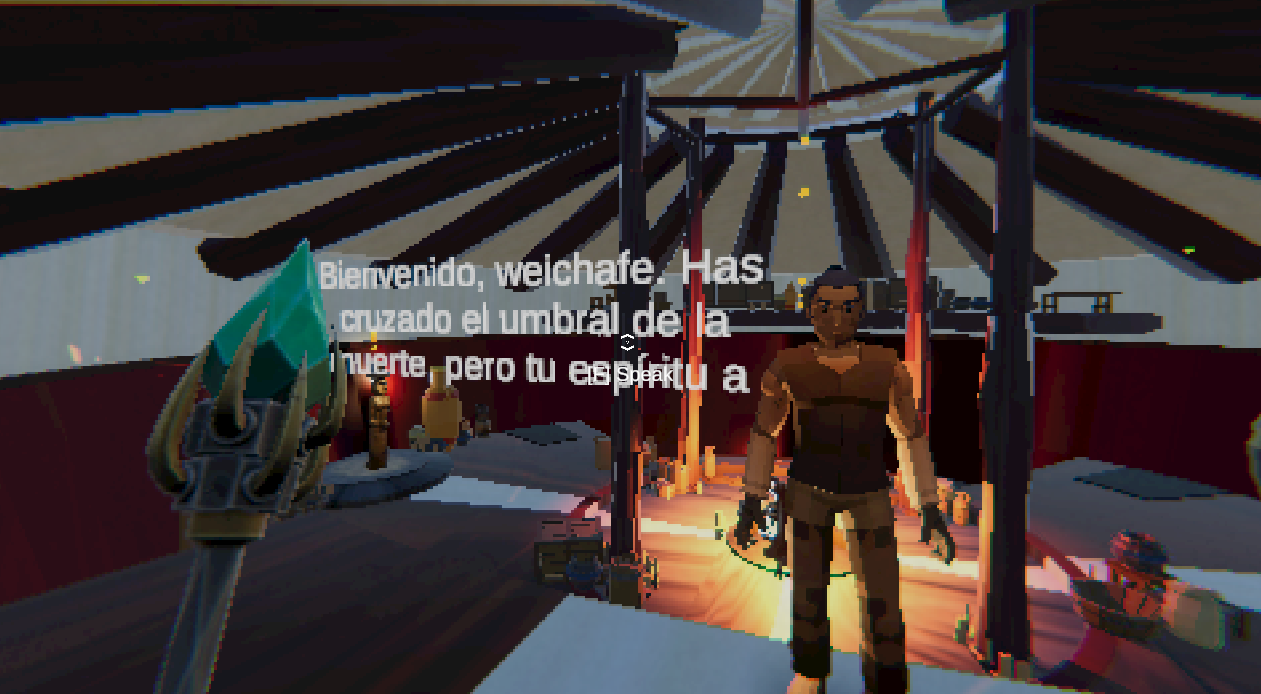 Bienvenido, weichafe. Has
cruzado el umbral de la
muerte, pero tu espíritu a
Speak